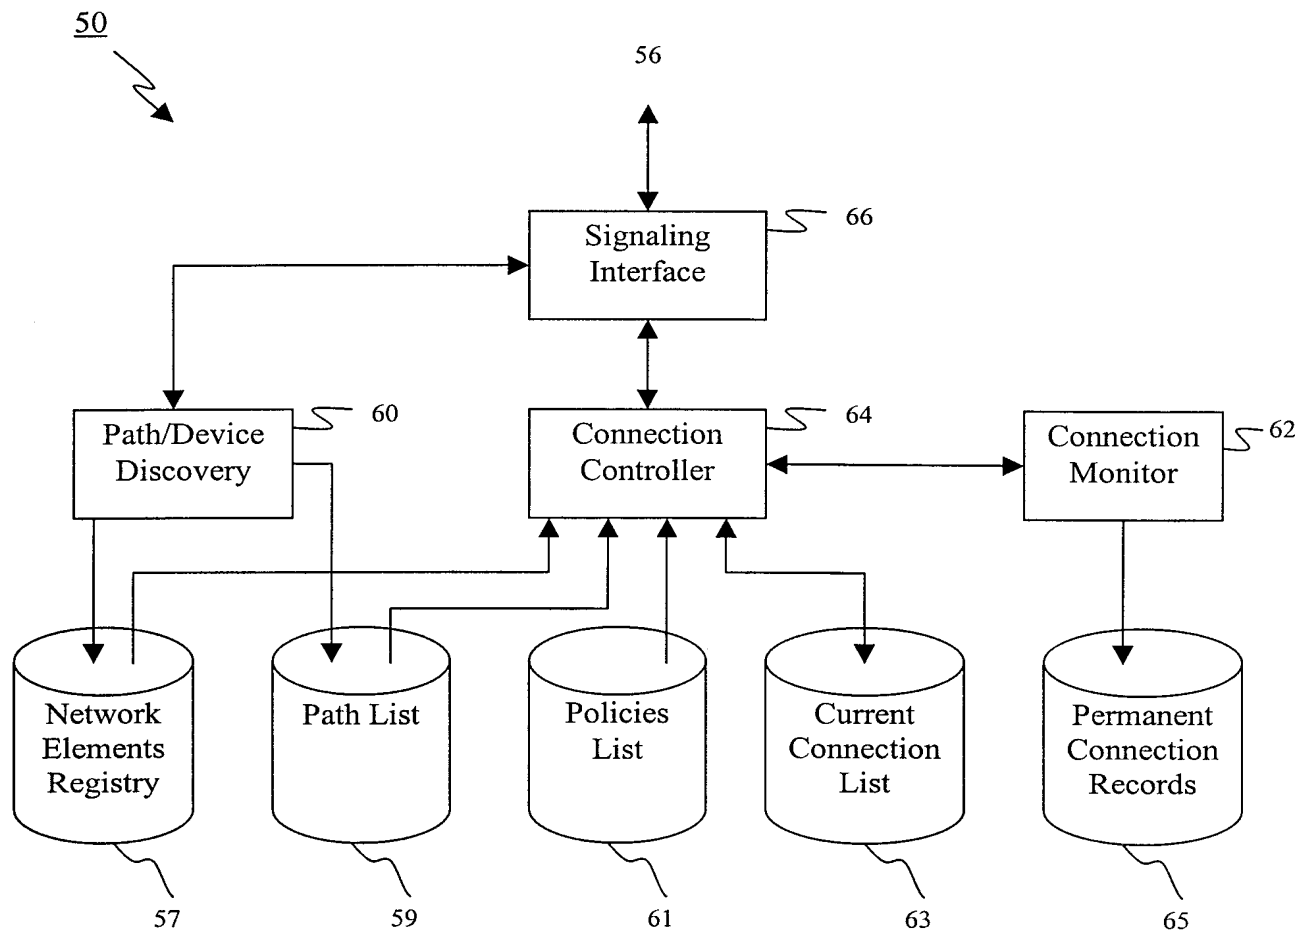 50
56
Signaling
Interface
66
Path/Device
Discovery
60
Connection
Controller
64
Connection
Monitor
62
Network
Elements
Registry
Path List
Policies
List
Current
Connection
List
Permanent
Connection
Records
57
59
61
63
65